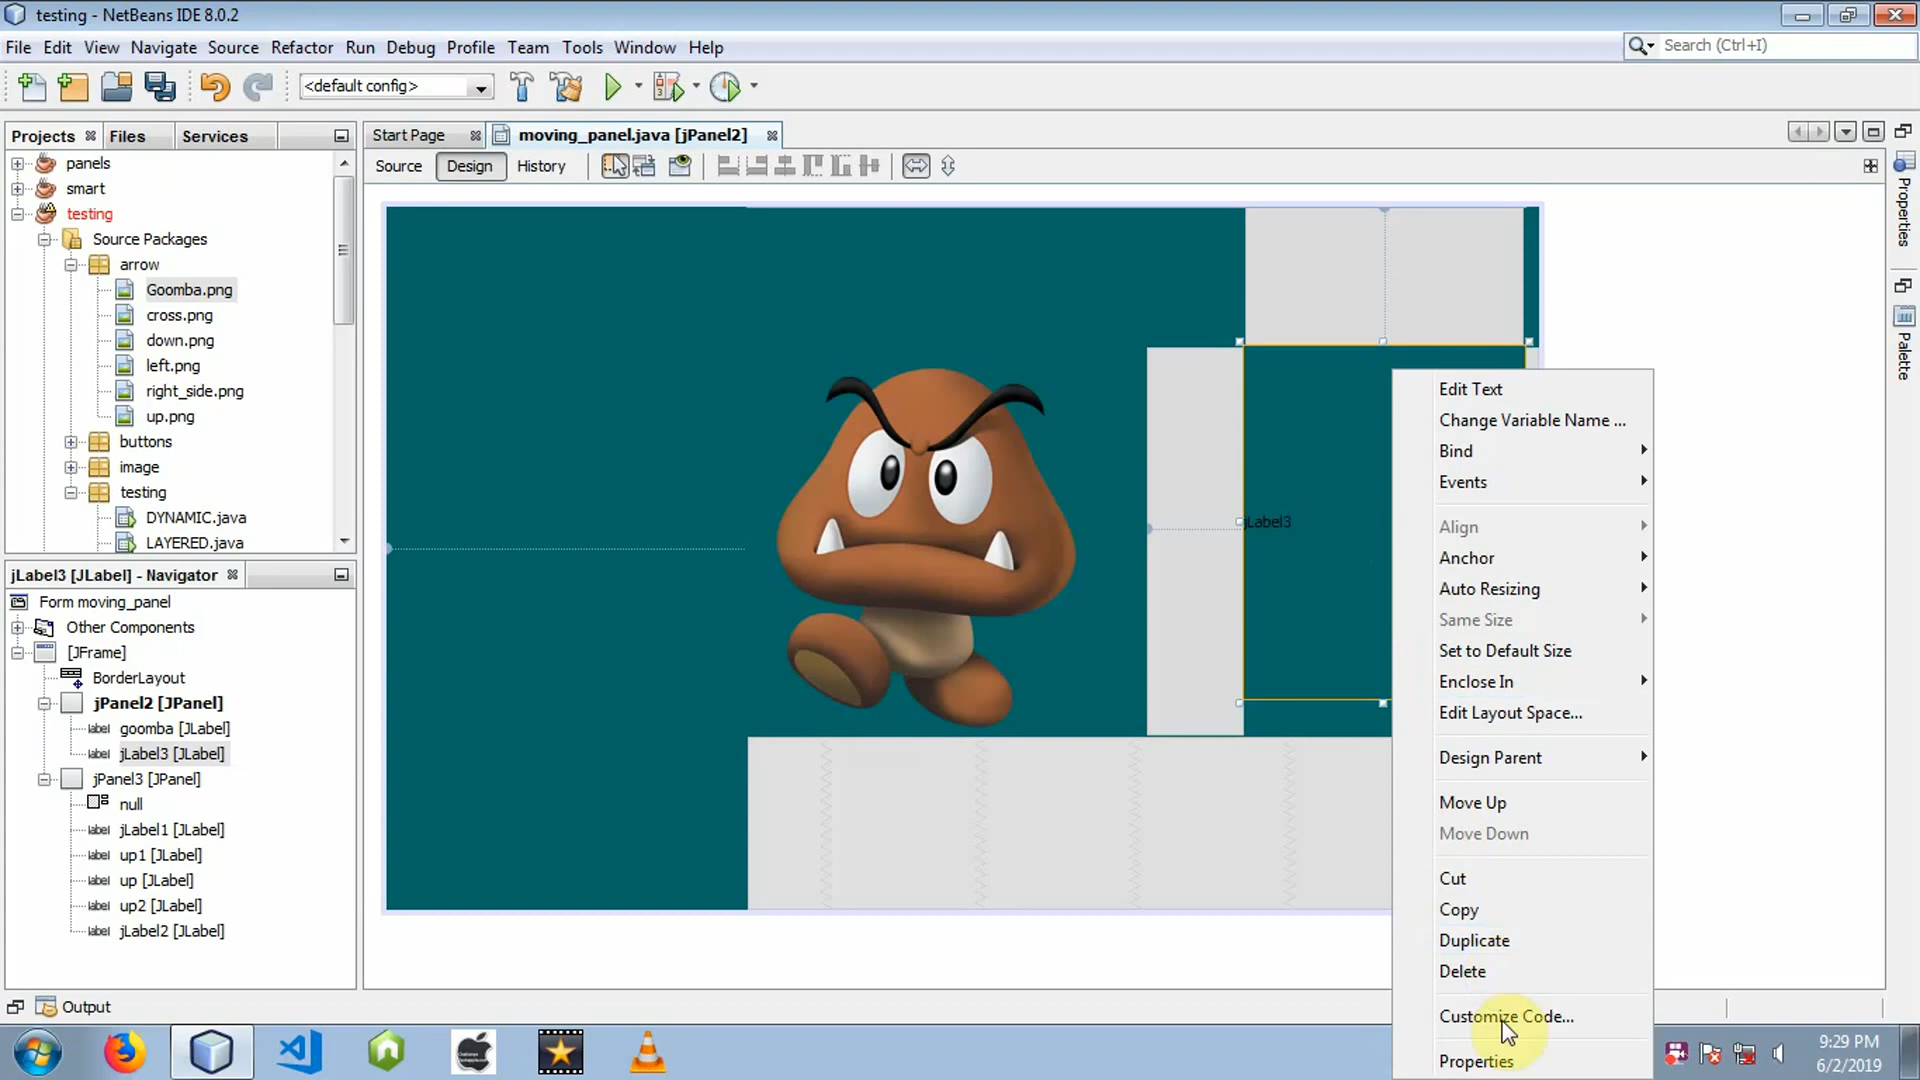 testing - NetBeans IDE 8.0.2
File Edit View Navigate Source Refactor Run Debug Profile Team Tools Window Help
Search (Ctrl+I)
<default config>
Projects Files Services
panels
smart
testing
Source Packages
arrow
Goomba.png
cross.png
down.png
left.png
right_side.png
up.png
buttons
image
testing
DYNAMIC.java
LAYERED.java
Start Page moving_panel.java [jPanel2]
Source Design History
jLabel3
Edit Text
Change Variable Name ...
Bind
Events
Align
Anchor
Auto Resizing
Same Size
Set to Default Size
Enclose In
Edit Layout Space...
Design Parent
Move Up
Move Down
Cut
Copy
Duplicate
Delete
Customize Code...
Properties
Properties
Palette
jLabel3 [JLabel] - Navigator
Form moving_panel
Other Components
[JFrame]
BorderLayout
jPanel2 [JPanel]
goomba [JLabel]
jLabel3 [JLabel]
jPanel3 [JPanel]
null
jLabel1 [JLabel]
up1 [JLabel]
up [JLabel]
up2 [JLabel]
jLabel2 [JLabel]
Output
9:29 PM
6/2/2019